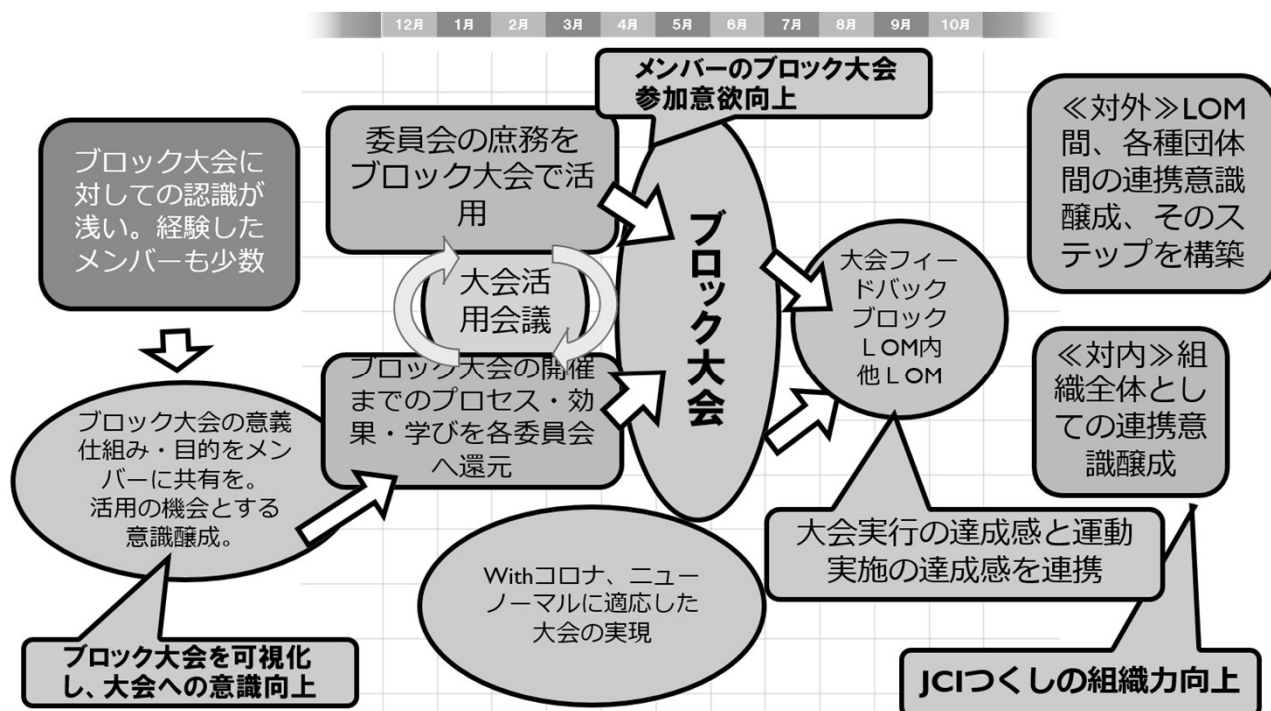 12月 1月 2月 3月 4月 5月 6月 7月 8月 9月 10月
メンバーのブロック大会
参加意欲向上
ブロック大会に
対しての認識が
浅い。経験した
メンバーも少数
委員会の庶務を
ブロック大会で活
用
大会活
用会議
ブロック大会の開催
までのプロセス・効
果・学びを各委員会
へ還元
ブロック大会の意義
仕組み・目的をメン
バーに共有を。
活用の機会とする
意識醸成。
ブロック大会を可視化
し、大会への意識向上
ブロック大会
Withコロナ、ニュー
ノーマルに適応した
大会の実現
大会フィー
ドバック
ブロック
LOM内
他LOM
大会実行の達成感と運動
実施の達成感を連携
≪対外≫LOM
間、各種団体
間の連携意識
醸成、そのス
テップを構築
≪対内≫組
織全体とし
ての連携意
識醸成
JCIつくしの組織力向上